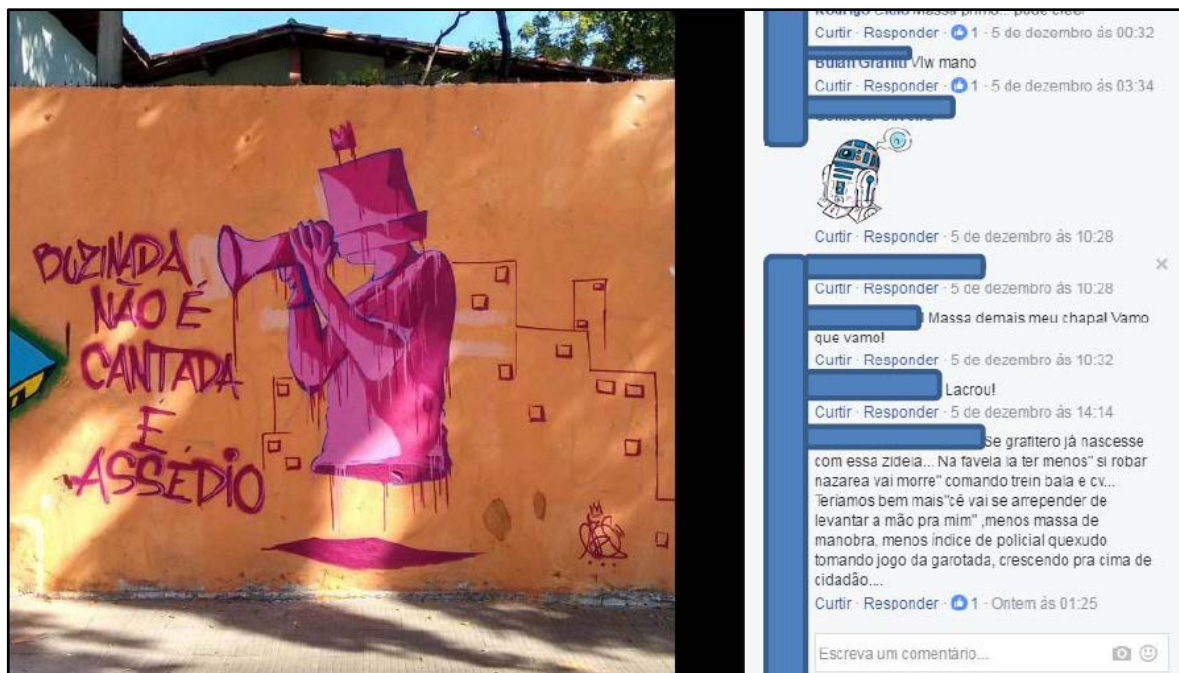 BUZINADA
NÃO É
CANTADA
É
ASSÉDIO
Massa primo... pode crer!
Curtir · Responder · 1 · 5 de dezembro às 00:32
Vlw mano
Curtir · Responder · 1 · 5 de dezembro às 03:34
Curtir · Responder · 5 de dezembro às 10:28
Curtir · Responder · 5 de dezembro às 10:28
Massa demais meu chapa! Vamo
que vamo!
Curtir · Responder · 5 de dezembro às 10:32
Lacrou!
Curtir · Responder · 5 de dezembro às 14:14
Se grafitero já nascesse
com essa zideia... Na favela ia ter menos" si robar
nazarea vai morre" comando trein bala e cv...
Teriamos bem mais"cê vai se arrepender de
levantar a mão pra mim" ,menos massa de
manobra, menos índice de policial quexudo
tomando jogo da garotada, crescendo pra cima de
cidadão....
Curtir · Responder · 1 · Ontem às 01:25
Escreva um comentário...